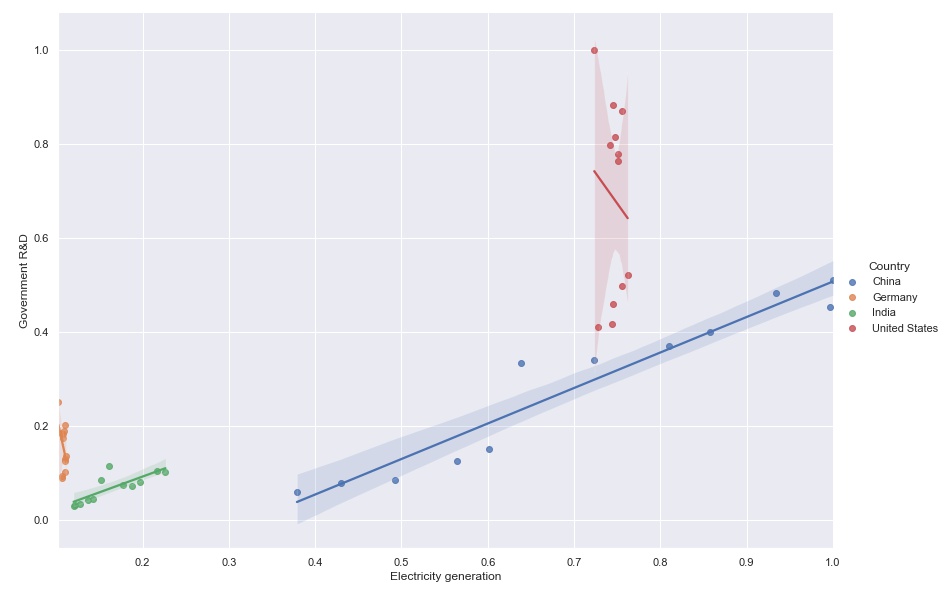 1.0
0.8
0.6
0.4
0.2
0.0
Government R&D
0.2 0.3 0.4 0.5 0.6 0.7 0.8 0.9 1.0
Electricity generation
Country
China
Germany
India
United States